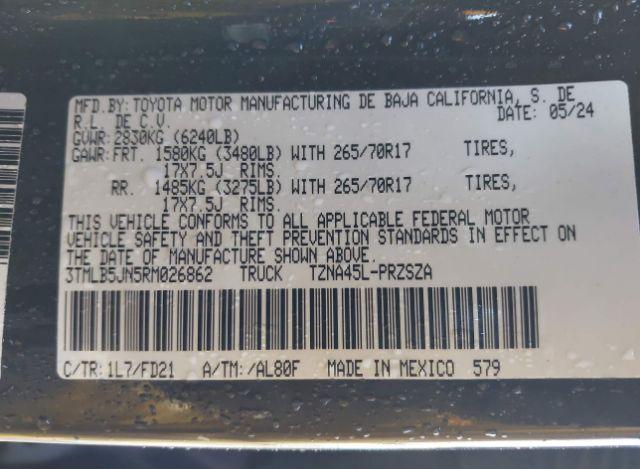 MFD.BY:TOYOTA MOTOR MANUFACTURING DE BAJA CALIFORNIA, S. DE
R.L. DE C.V. DATE: 05/24
GVWR:2830KG (6240LB)
GAWR:FRT. 1580KG (3480LB) WITH 265/70R17 TIRES,
17X7.5J RIMS.
RR. 1485KG (3275LB) WITH 265/70R17 TIRES,
17X7.5J RIMS.
THIS VEHICLE CONFORMS TO ALL APPLICABLE FEDERAL MOTOR
VEHICLE SAFETY AND THEFT PREVENTION STANDARDS IN EFFECT ON
THE DATE OF MANUFACTURE SHOWN ABOVE.
3TMLB5JN5RM026862 TRUCK TZNA45L-PRZSZA
C/TR:1L7/FD21 A/TM:/AL80F MADE IN MEXICO 579